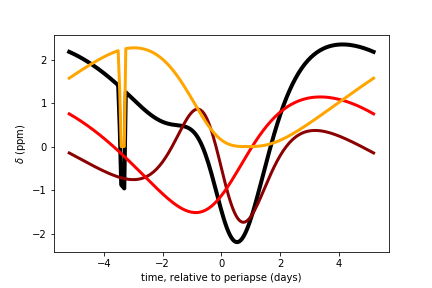 2
1
0
−1
−2
δ (ppm)
−4 −2 0 2 4
time, relative to periapse (days)